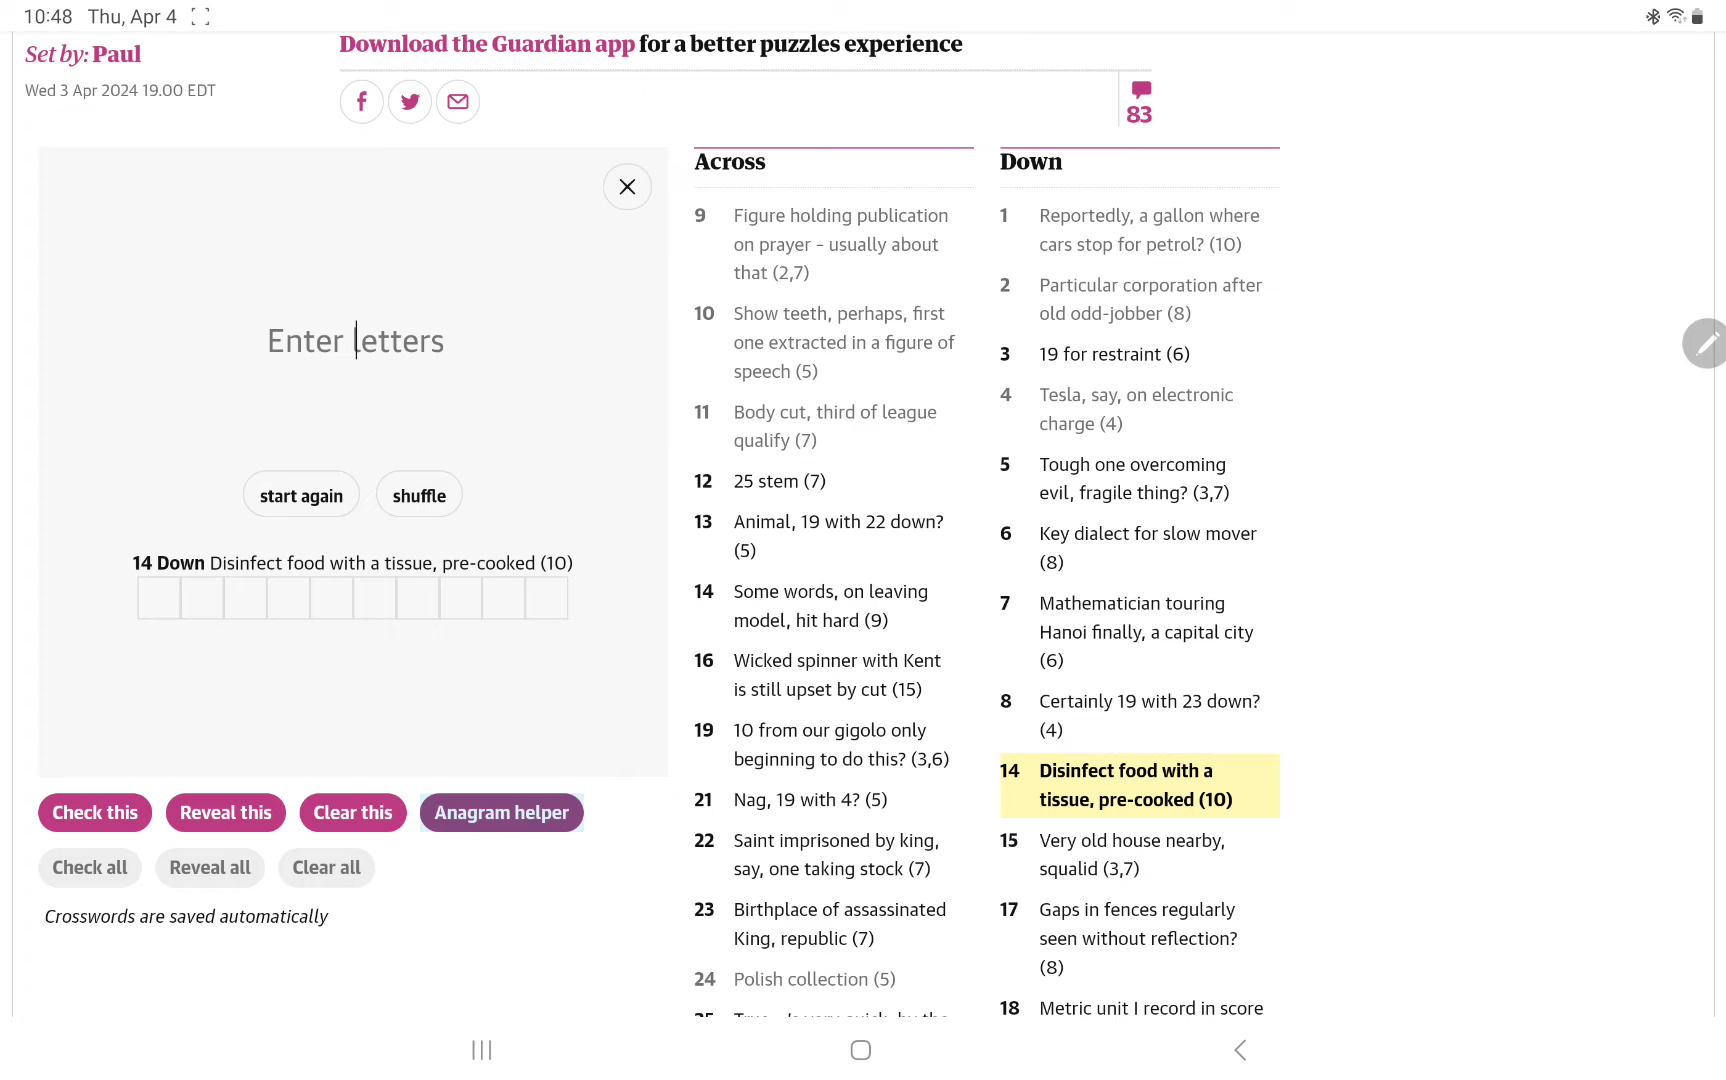 10:48 Thu, Apr 4
Set by: Paul
Download the Guardian app for a better puzzles experience
Wed 3 Apr 2024 19.00 EDT
83
Enter letters
start again
shuffle
14 Down Disinfect food with a tissue, pre-cooked (10)
Check this
Reveal this
Clear this
Anagram helper
Check all
Reveal all
Clear all
Crosswords are saved automatically
Across
9 Figure holding publication
on prayer – usually about
that (2,7)
10 Show teeth, perhaps, first
one extracted in a figure of
speech (5)
11 Body cut, third of league
qualify (7)
12 25 stem (7)
13 Animal, 19 with 22 down?
(5)
14 Some words, on leaving
model, hit hard (9)
16 Wicked spinner with Kent
is still upset by cut (15)
19 10 from our gigolo only
beginning to do this? (3,6)
21 Nag, 19 with 4? (5)
22 Saint imprisoned by king,
say, one taking stock (7)
23 Birthplace of assassinated
King, republic (7)
24 Polish collection (5)
Down
1 Reportedly, a gallon where
cars stop for petrol? (10)
2 Particular corporation after
old odd-jobber (8)
3 19 for restraint (6)
4 Tesla, say, on electronic
charge (4)
5 Tough one overcoming
evil, fragile thing? (3,7)
6 Key dialect for slow mover
(8)
7 Mathematician touring
Hanoi finally, a capital city
(6)
8 Certainly 19 with 23 down?
(4)
14 Disinfect food with a
tissue, pre-cooked (10)
15 Very old house nearby,
squalid (3,7)
17 Gaps in fences regularly
seen without reflection?
(8)
18 Metric unit I record in score